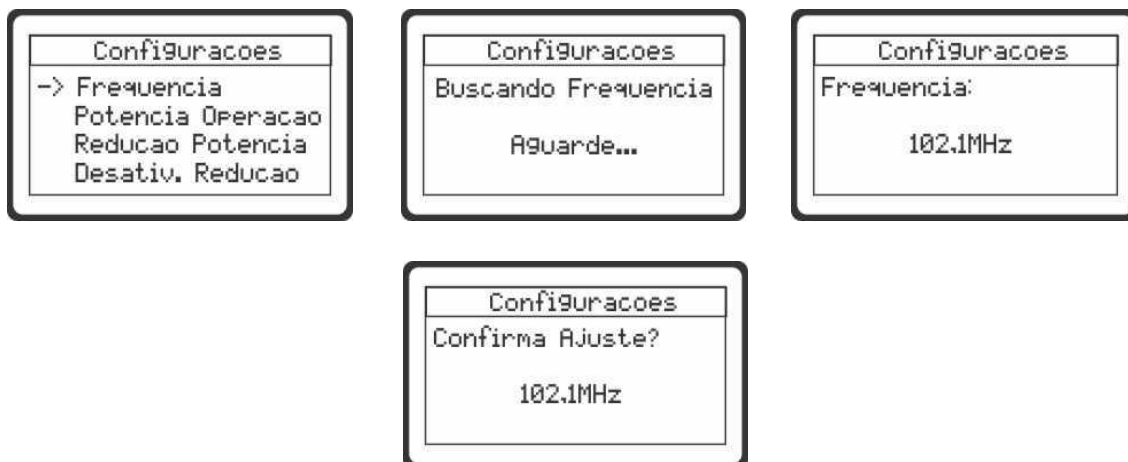 Configuracoes
-> Frequencia
Potencia Operacao
Reducao Potencia
Desativ. Reducao
Configuracoes
Buscando Frequencia
Aguarde...
Configuracoes
Frequencia:
102.1MHz
Configuracoes
Confirma Ajuste?
102.1MHz